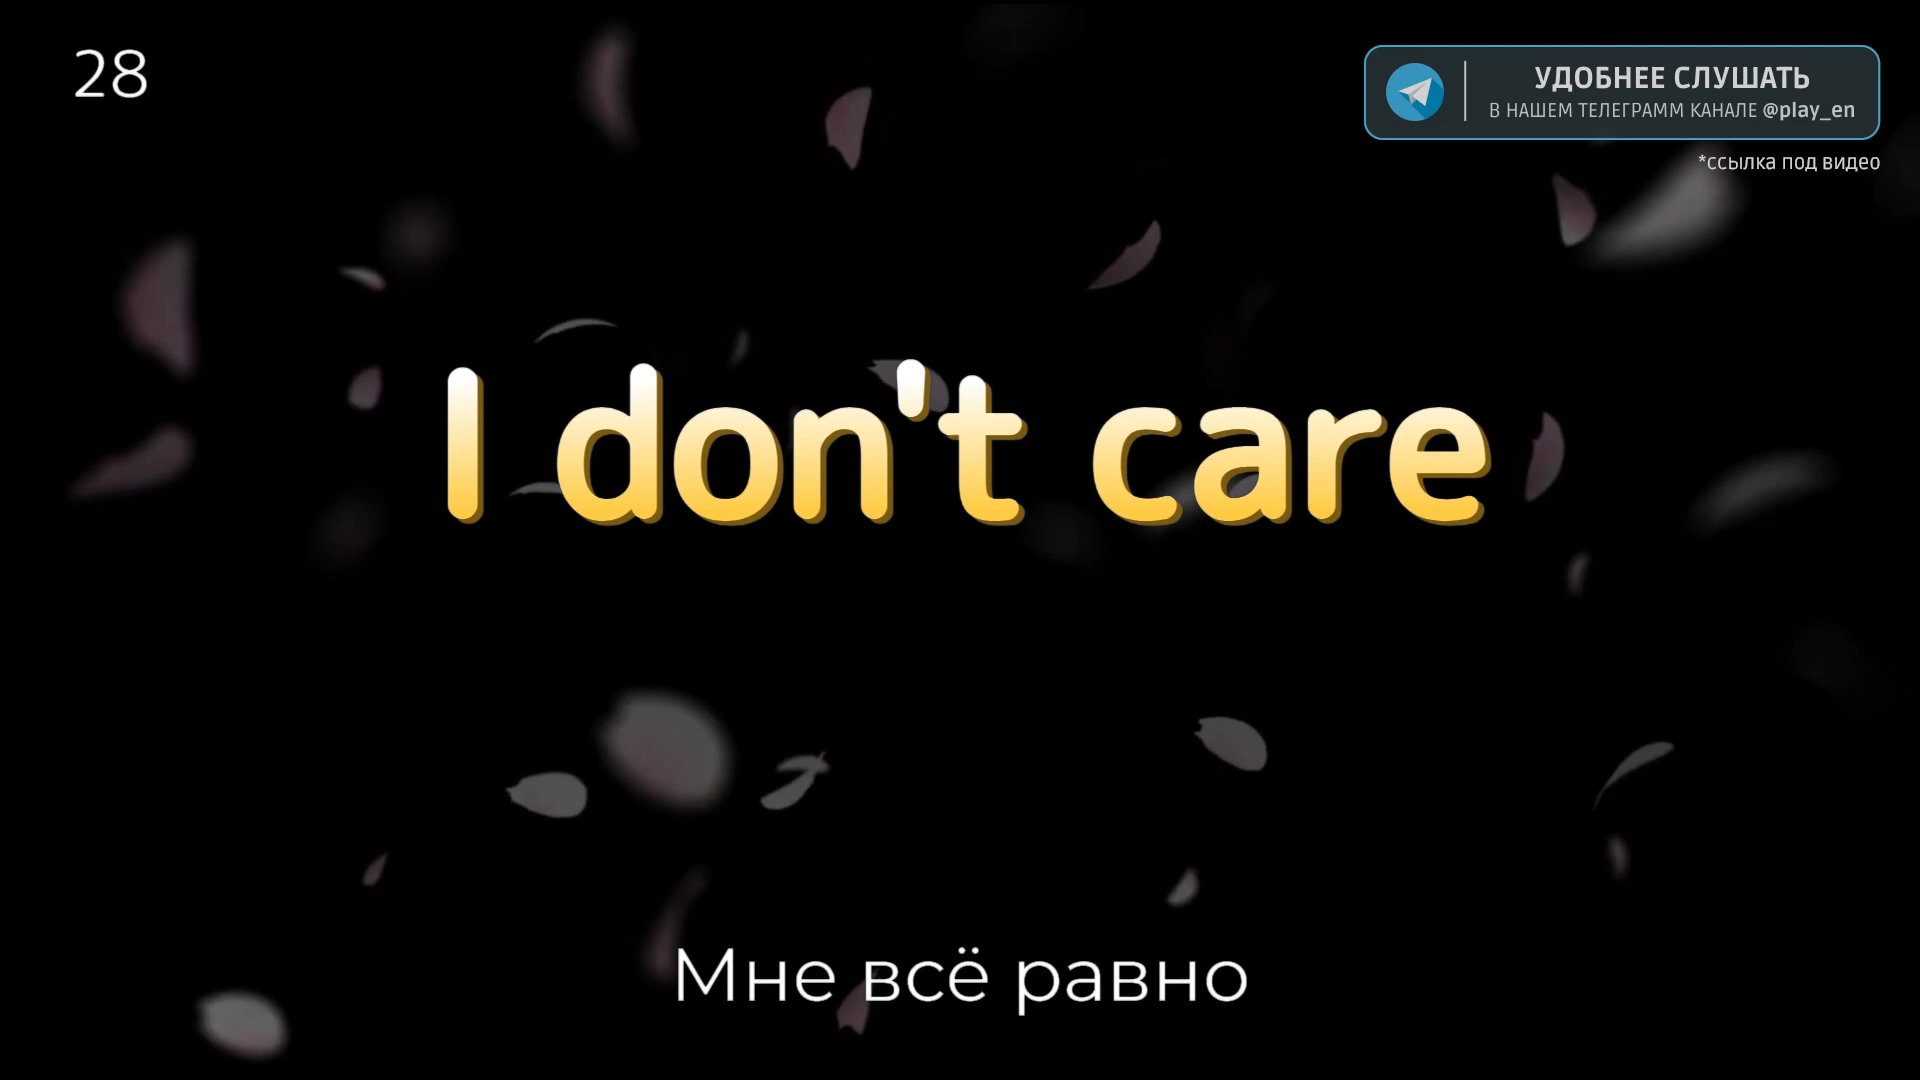 28
УДОБНЕЕ СЛУШАТЬ
В НАШЕМ ТЕЛЕГРАММ КАНАЛЕ @play_en
*ссылка под видео
I don't care
Мне всё равно